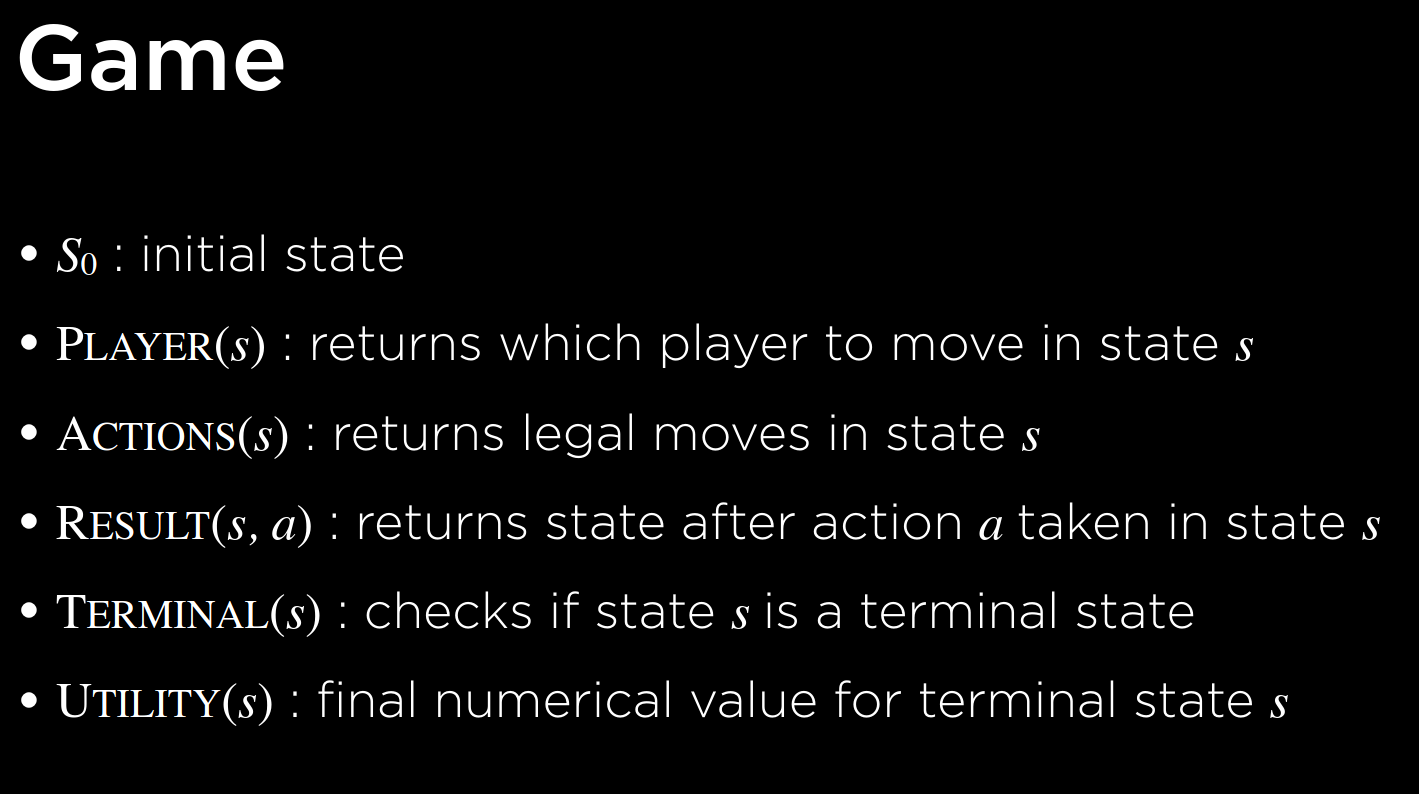 Game
• S₀ : initial state
• PLAYER(s) : returns which player to move in state s
• ACTIONS(s) : returns legal moves in state s
• RESULT(s, a) : returns state after action a taken in state s
• TERMINAL(s) : checks if state s is a terminal state
• UTILITY(s) : final numerical value for terminal state s